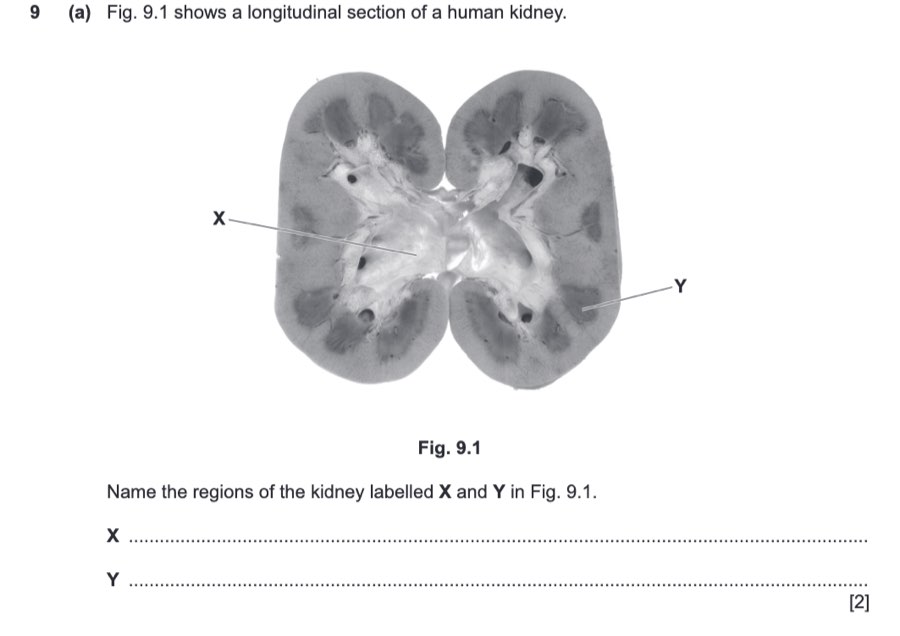 9 (a) Fig. 9.1 shows a longitudinal section of a human kidney.
X
Y
Fig. 9.1
Name the regions of the kidney labelled X and Y in Fig. 9.1.
X ..........................................................................................................................................
Y ..........................................................................................................................................
[2]